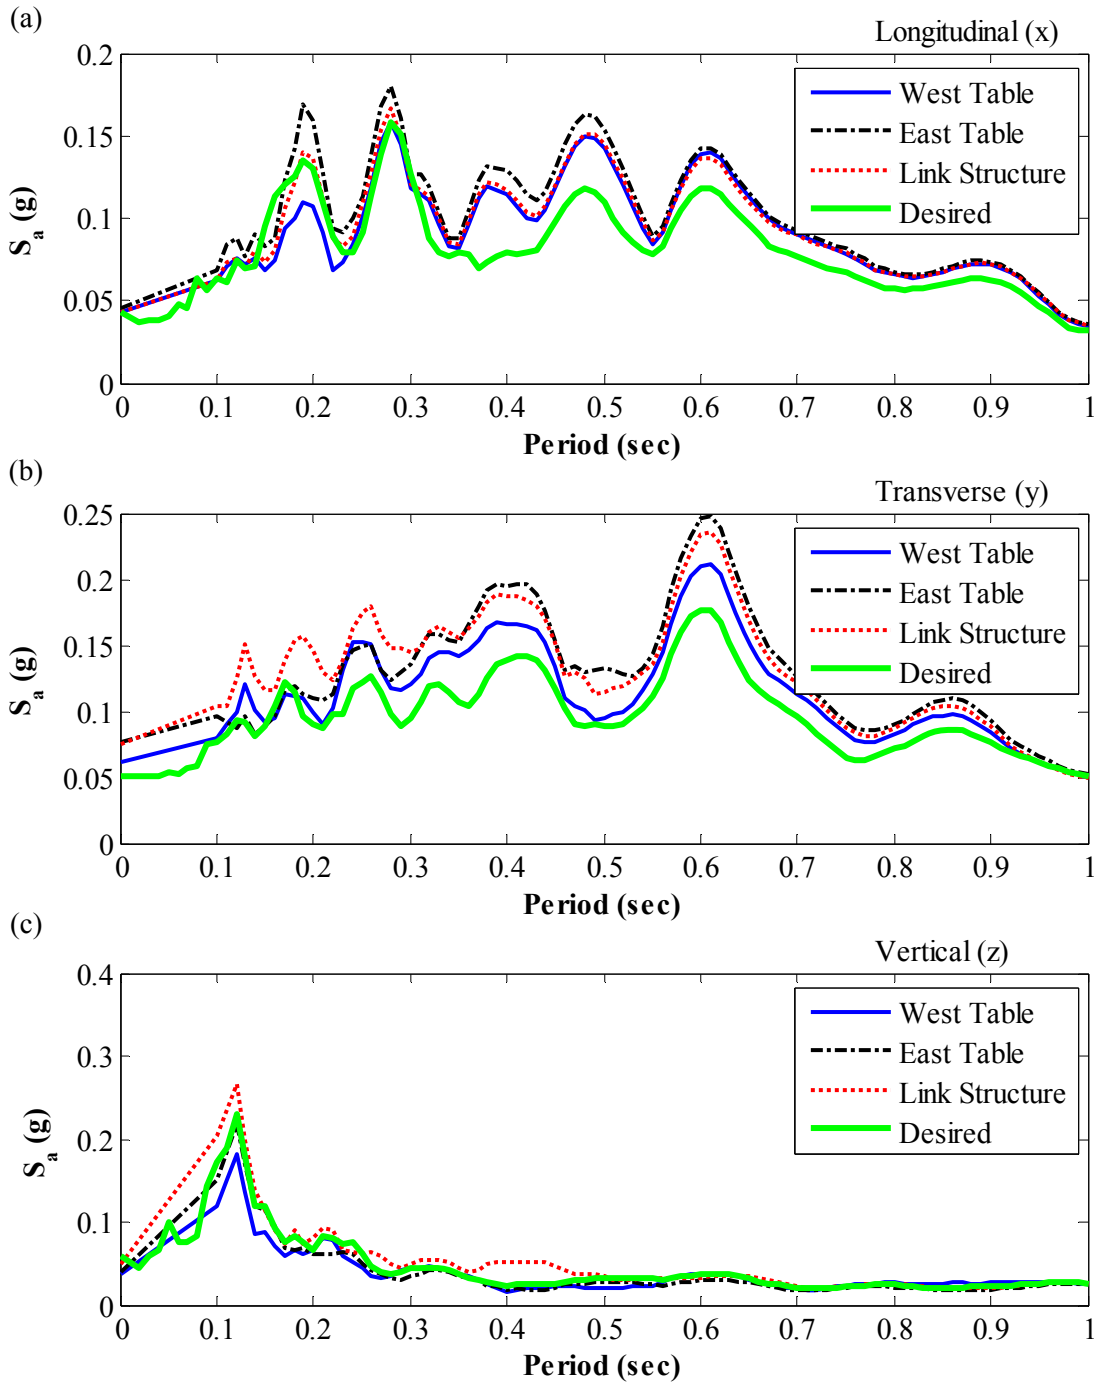 (a)
Longitudinal (x)
0.2
0.15
0.1
0.05
0
S_a (g)
West Table
East Table
Link Structure
Desired
0 0.1 0.2 0.3 0.4 0.5 0.6 0.7 0.8 0.9 1
Period (sec)
(b)
Transverse (y)
0.25
0.2
0.15
0.1
0.05
0
S_a (g)
West Table
East Table
Link Structure
Desired
0 0.1 0.2 0.3 0.4 0.5 0.6 0.7 0.8 0.9 1
Period (sec)
(c)
Vertical (z)
0.4
0.3
0.2
0.1
0
S_a (g)
West Table
East Table
Link Structure
Desired
0 0.1 0.2 0.3 0.4 0.5 0.6 0.7 0.8 0.9 1
Period (sec)